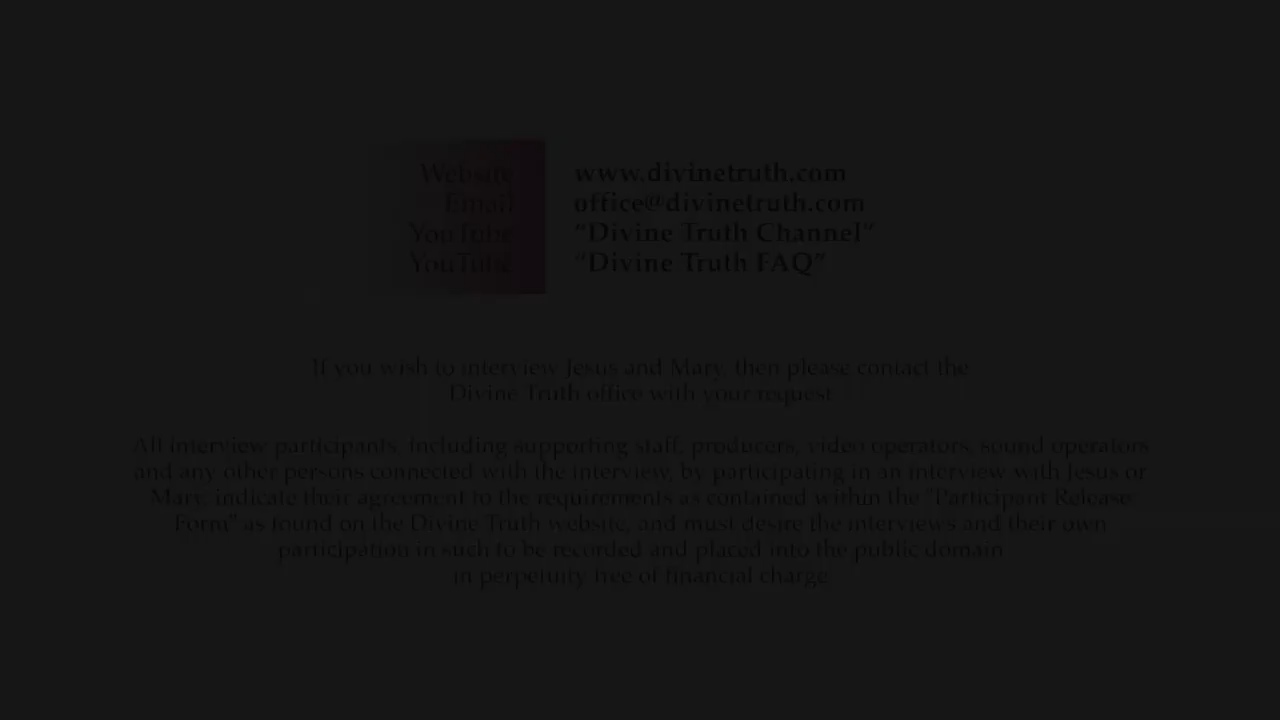 Website www.divinetruth.com
Email office@divinetruth.com
YouTube "Divine Truth Channel"
YouTube "Divine Truth FAQ"
If you wish to interview Jesus and Mary, then please contact the
Divine Truth office with your request
All interview participants, including supporting staff, producers, video operators, sound operators
and any other persons connected with the interview, by participating in an interview with Jesus or
Mary, indicate their agreement to the requirements as contained within the "Participant Release
Form" as found on the Divine Truth website, and must desire the interviews and their own
participation in such to be recorded and placed into the public domain
in perpetuity free of financial charge.